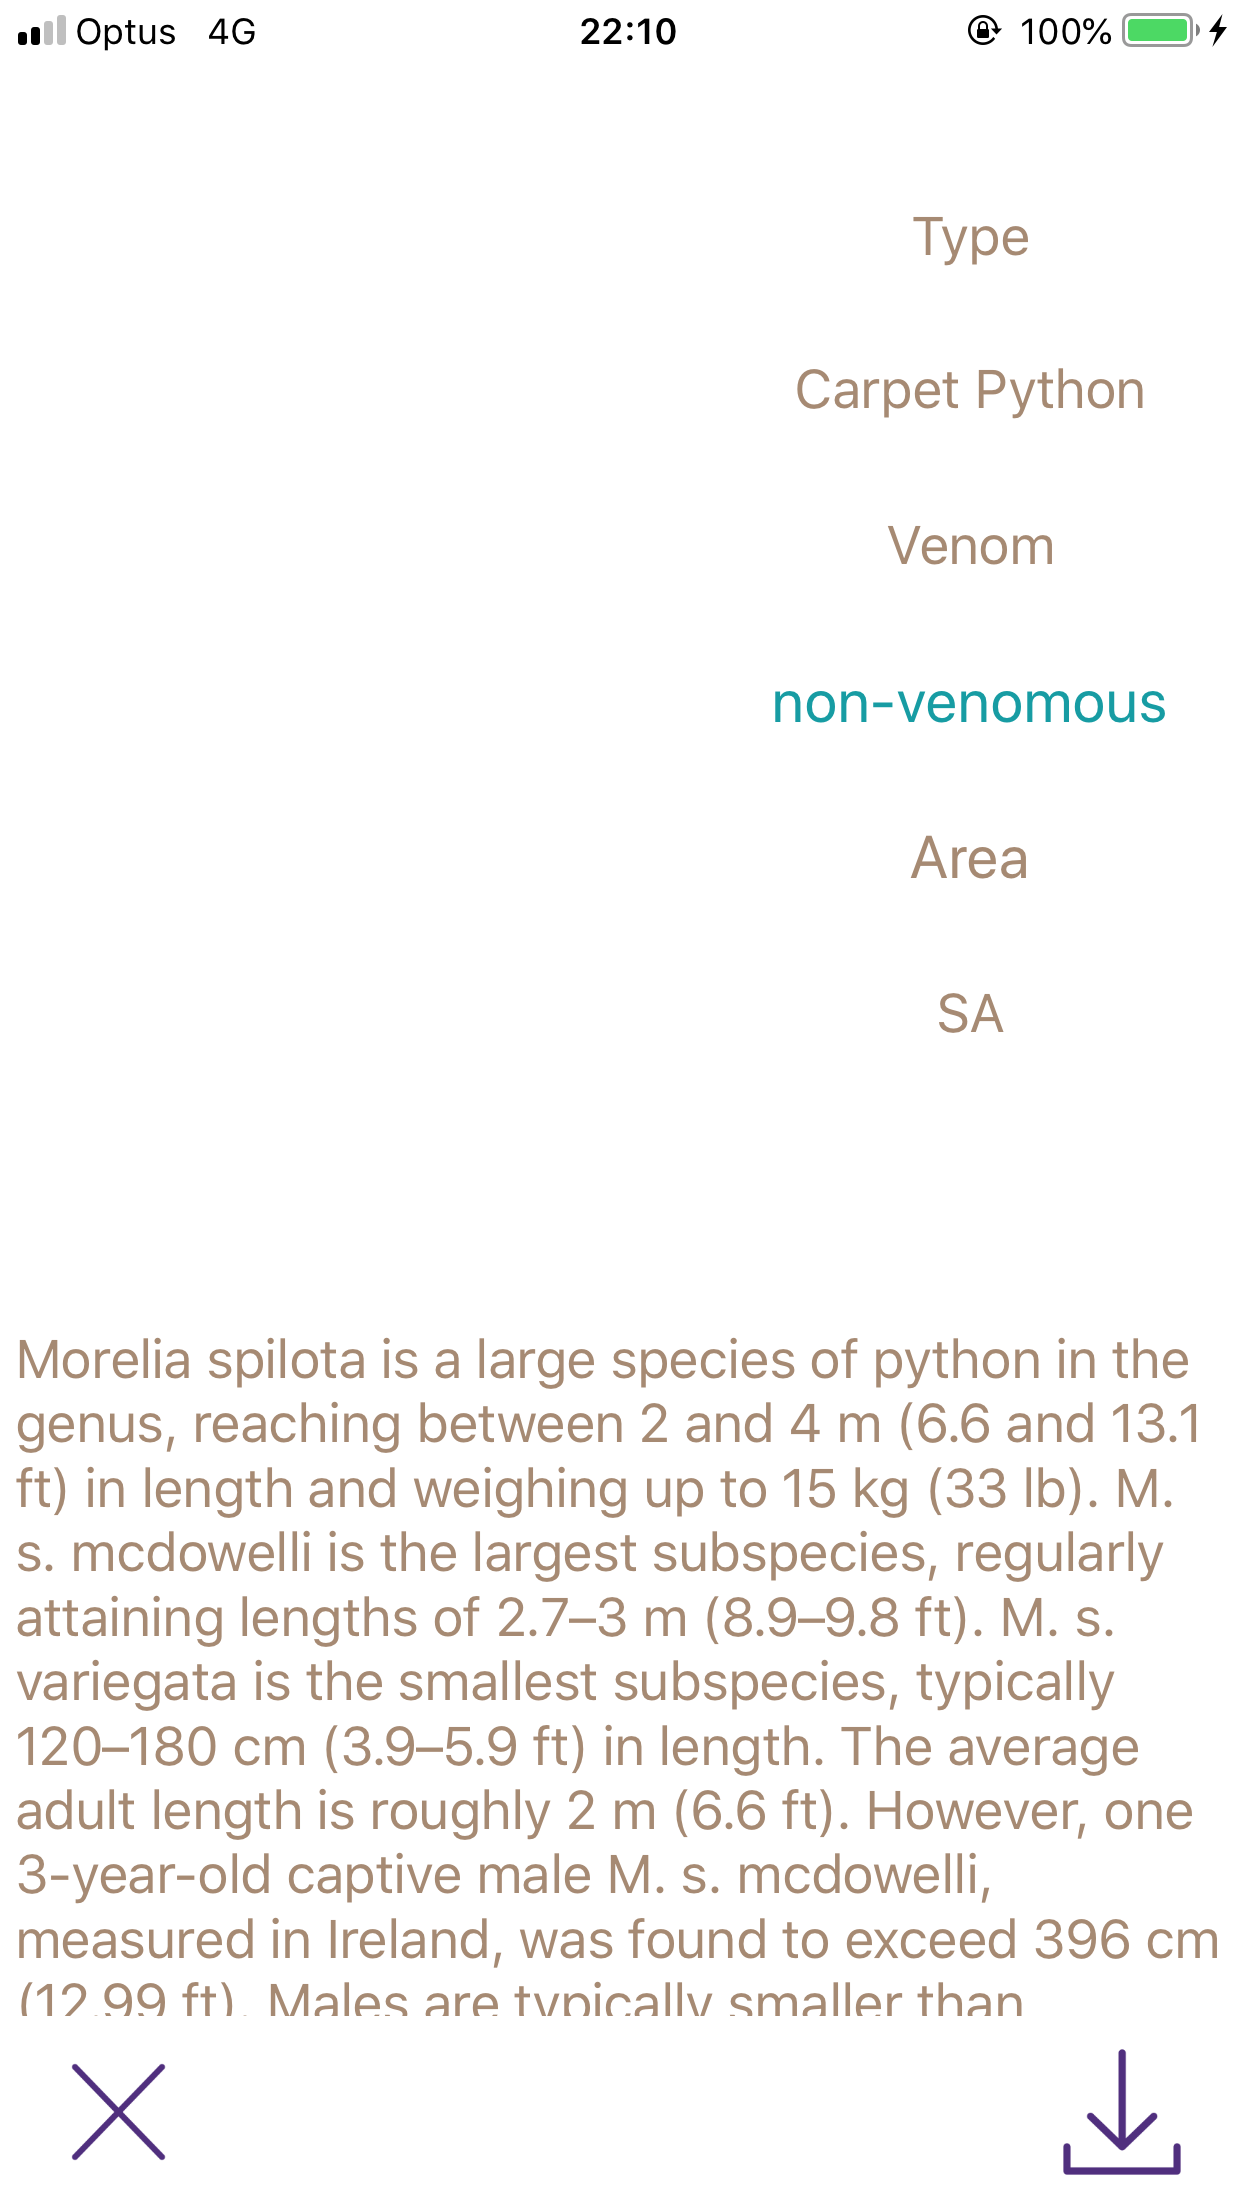 Optus 4G 22:10 100%
Type
Carpet Python
Venom
non-venomous
Area
SA
Morelia spilota is a large species of python in the
genus, reaching between 2 and 4 m (6.6 and 13.1
ft) in length and weighing up to 15 kg (33 lb). M.
s. mcdowelli is the largest subspecies, regularly
attaining lengths of 2.7–3 m (8.9–9.8 ft). M. s.
variegata is the smallest subspecies, typically
120–180 cm (3.9–5.9 ft) in length. The average
adult length is roughly 2 m (6.6 ft). However, one
3-year-old captive male M. s. mcdowelli,
measured in Ireland, was found to exceed 396 cm
(12.99 ft). Males are typically smaller than